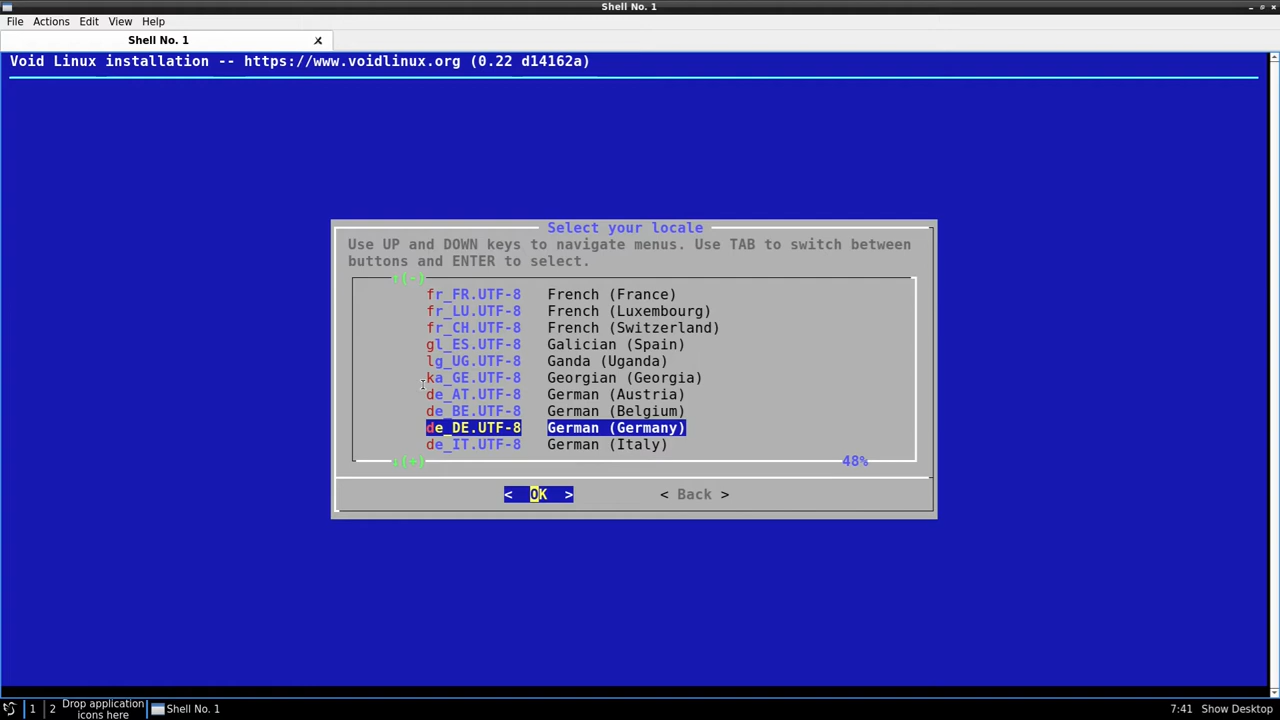 Shell No. 1
File Actions Edit View Help
Shell No. 1
Void Linux installation -- https://www.voidlinux.org (0.22 d14162a)
Select your locale
Use UP and DOWN keys to navigate menus. Use TAB to switch between
buttons and ENTER to select.
↑(-)
fr_FR.UTF-8 French (France)
fr_LU.UTF-8 French (Luxembourg)
fr_CH.UTF-8 French (Switzerland)
gl_ES.UTF-8 Galician (Spain)
lg_UG.UTF-8 Ganda (Uganda)
ka_GE.UTF-8 Georgian (Georgia)
de_AT.UTF-8 German (Austria)
de_BE.UTF-8 German (Belgium)
de_DE.UTF-8 German (Germany)
de_IT.UTF-8 German (Italy)
↓(+) 48%
< OK > < Back >
1 2 Drop application
icons here
Shell No. 1 7:41 Show Desktop